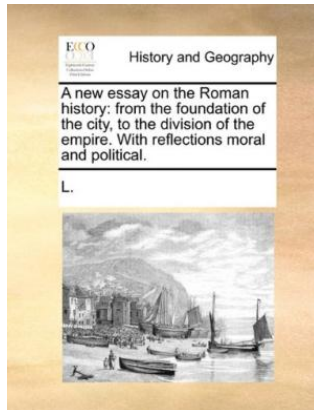 ECCO
History and Geography
A new essay on the Roman
history: from the foundation of
the city, to the division of the
empire. With reflections moral
and political.
L.